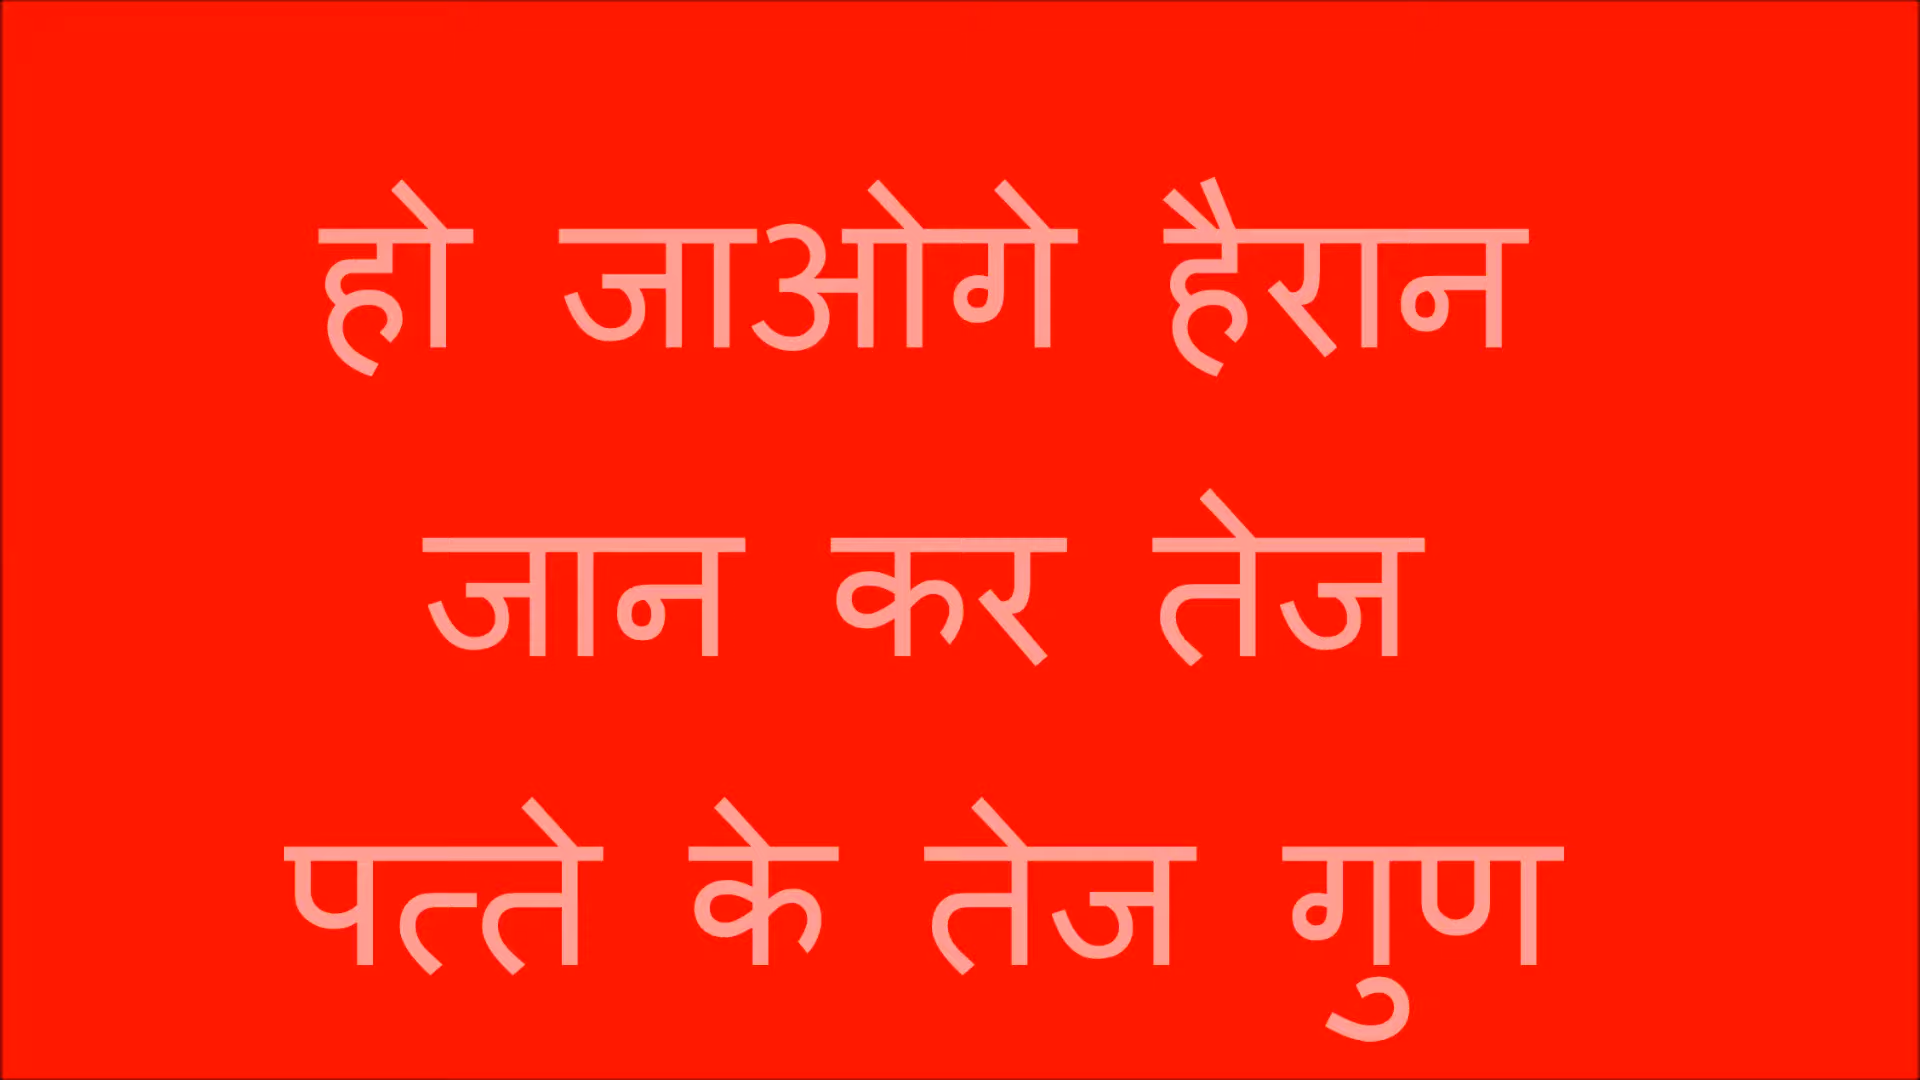 हो जाओगे हैरान
जान कर तेज
पत्ते के तेज गुण